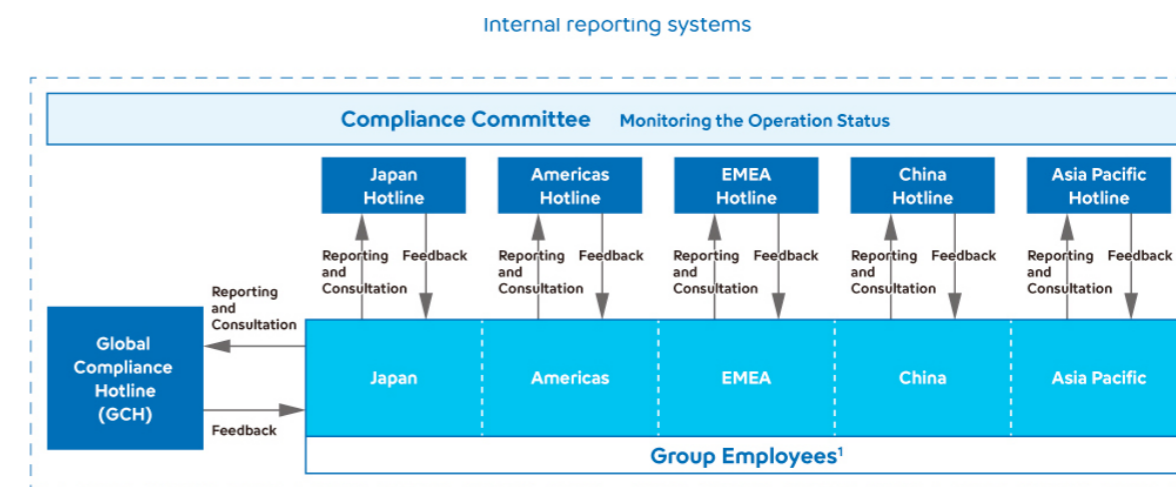 Internal reporting systems
Compliance Committee Monitoring the Operation Status
Japan
Hotline
Americas
Hotline
EMEA
Hotline
China
Hotline
Asia Pacific
Hotline
Reporting
and
Consultation
Feedback
Reporting
and
Consultation
Feedback
Reporting
and
Consultation
Feedback
Reporting
and
Consultation
Feedback
Reporting
and
Consultation
Feedback
Reporting
and
Consultation
Global
Compliance
Hotline
(GCH)
Feedback
Japan
Americas
EMEA
China
Asia Pacific
Group Employees¹